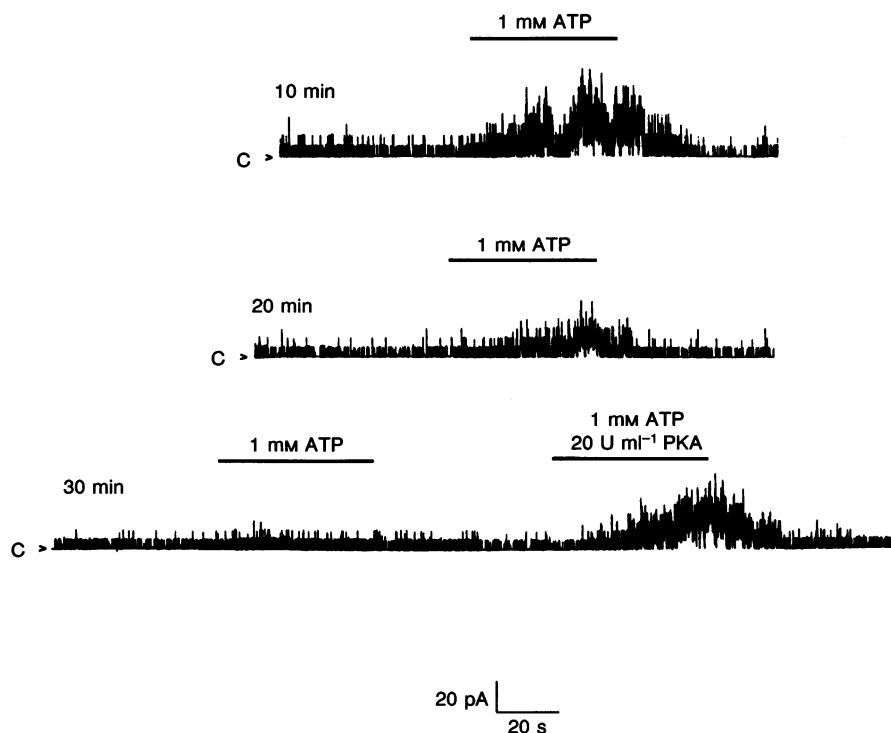 1 mM ATP
10 min
C >
1 mM ATP
20 min
C >
1 mM ATP
1 mM ATP
20 U ml⁻¹ PKA
30 min
C >
20 pA
20 s